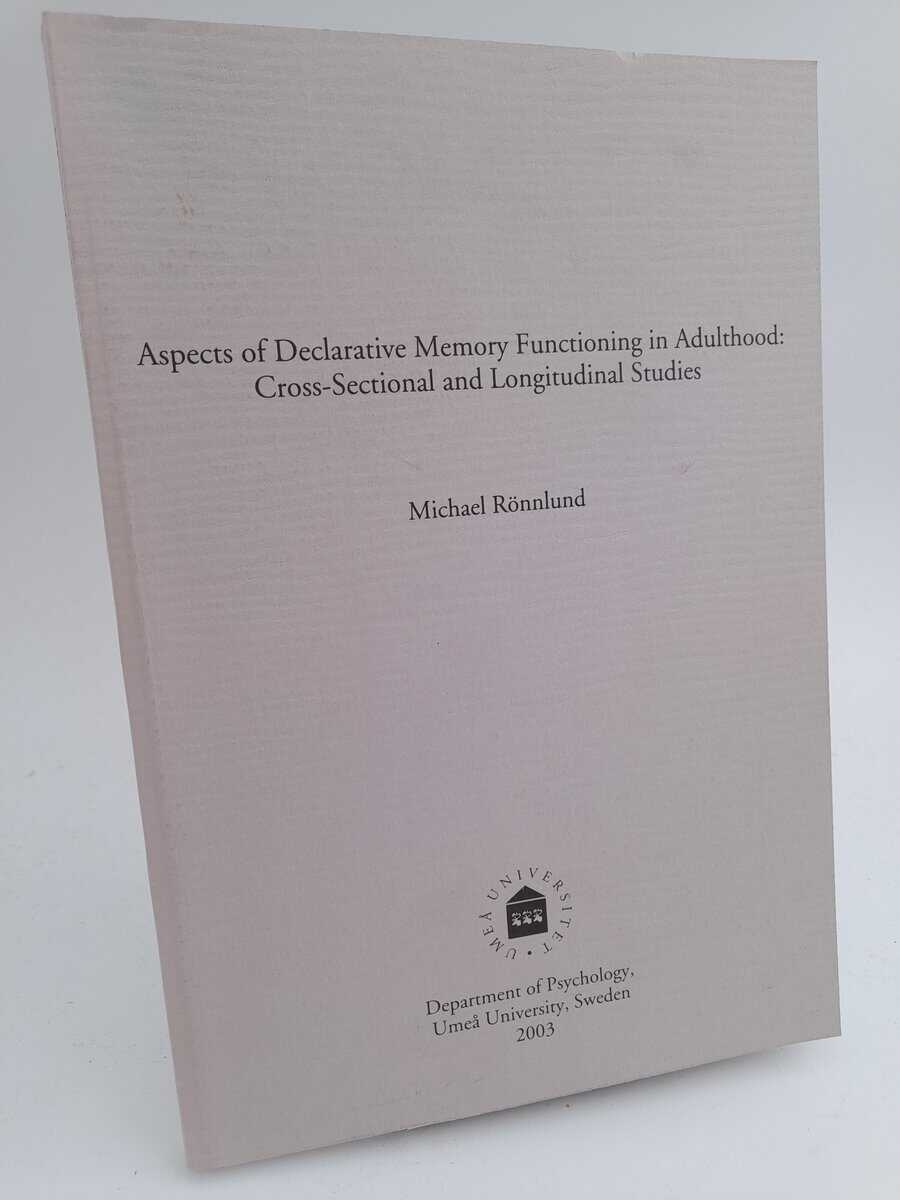 Aspects of Declarative Memory Functioning in Adulthood:
Cross-Sectional and Longitudinal Studies
Michael Rönnlund
UMEÅ UNIVERSITET
Department of Psychology,
Umeå University, Sweden
2003